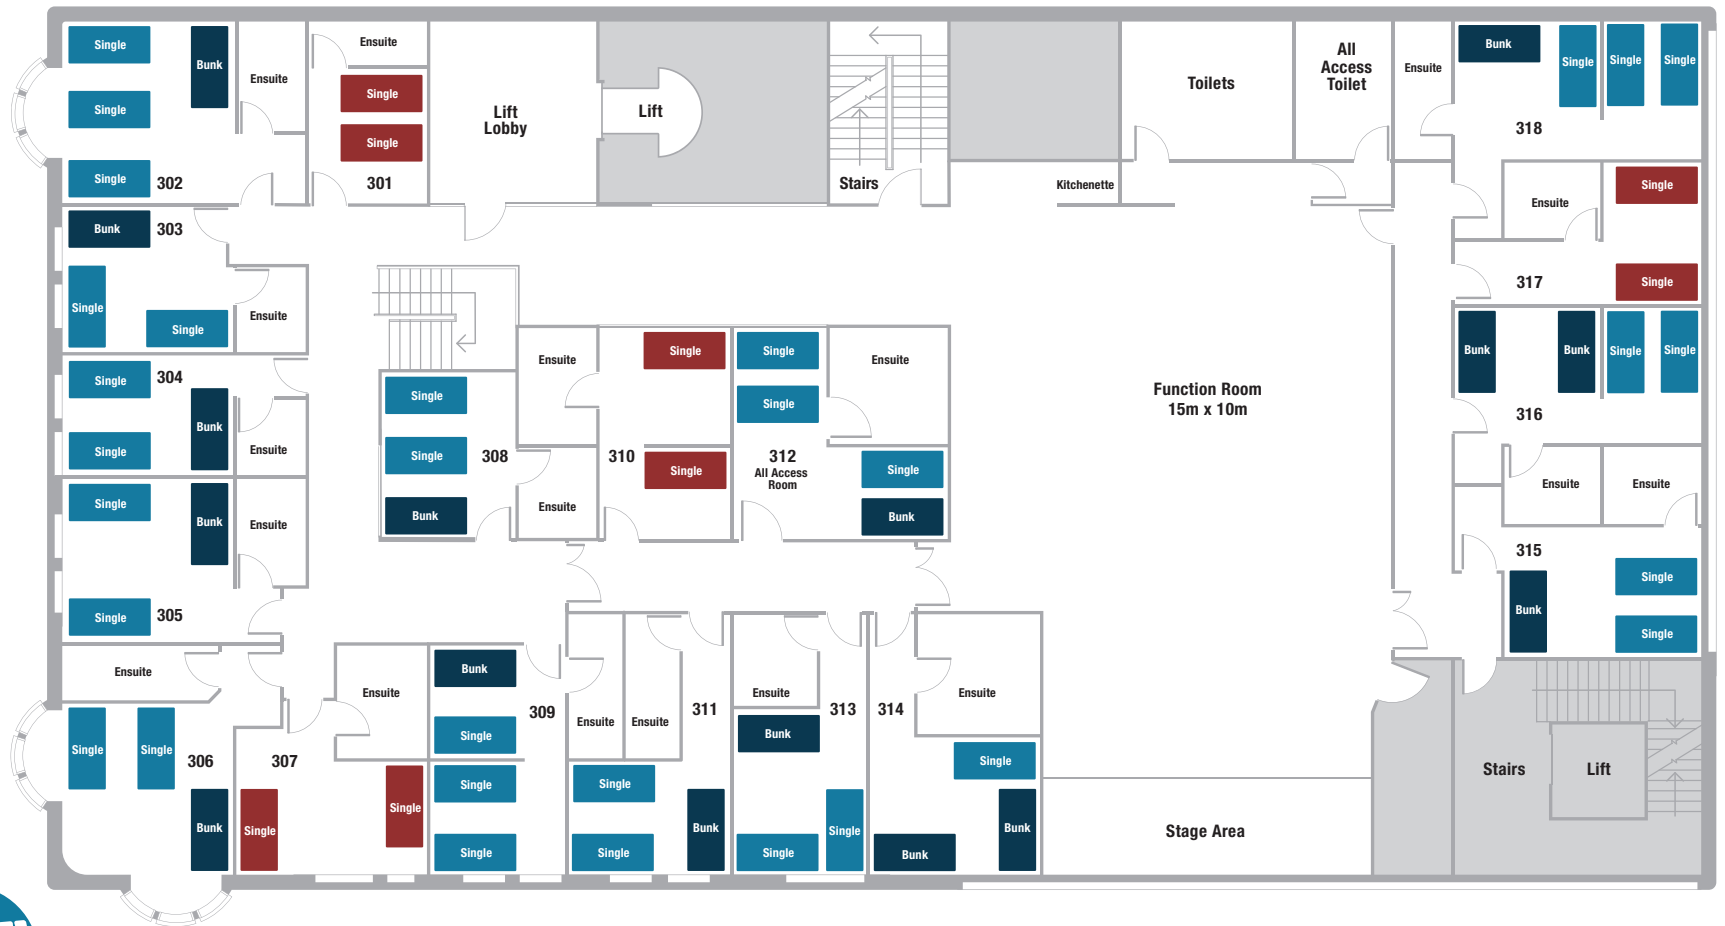 Single
Bunk
Ensuite
Single
Single
302
Ensuite
Single
Single
301
Lift
Lobby
Lift
Stairs
Toilets
All
Access
Toilet
Kitchenette
Ensuite
Bunk
Single
Single
Single
318
Bunk
303
Single
Single
Ensuite
Single
304
Bunk
Single
Ensuite
Single
Bunk
Ensuite
Single
305
Ensuite
Single
Single
306
Bunk
307
Ensuite
Single
Single
Single
Single
308
Bunk
Ensuite
Ensuite
Single
310
Single
Single
Single
312
All Access
Room
Ensuite
Single
Bunk
Function Room
15m x 10m
Ensuite
Single
317
Single
Bunk
Bunk
Single
Single
316
Ensuite
Ensuite
315
Bunk
Single
Single
Bunk
Single
309
Single
Single
Ensuite
Ensuite
311
Single
Single
Bunk
Ensuite
313
Bunk
Single
Single
314
Ensuite
Single
Bunk
Bunk
Stage Area
Stairs
Lift